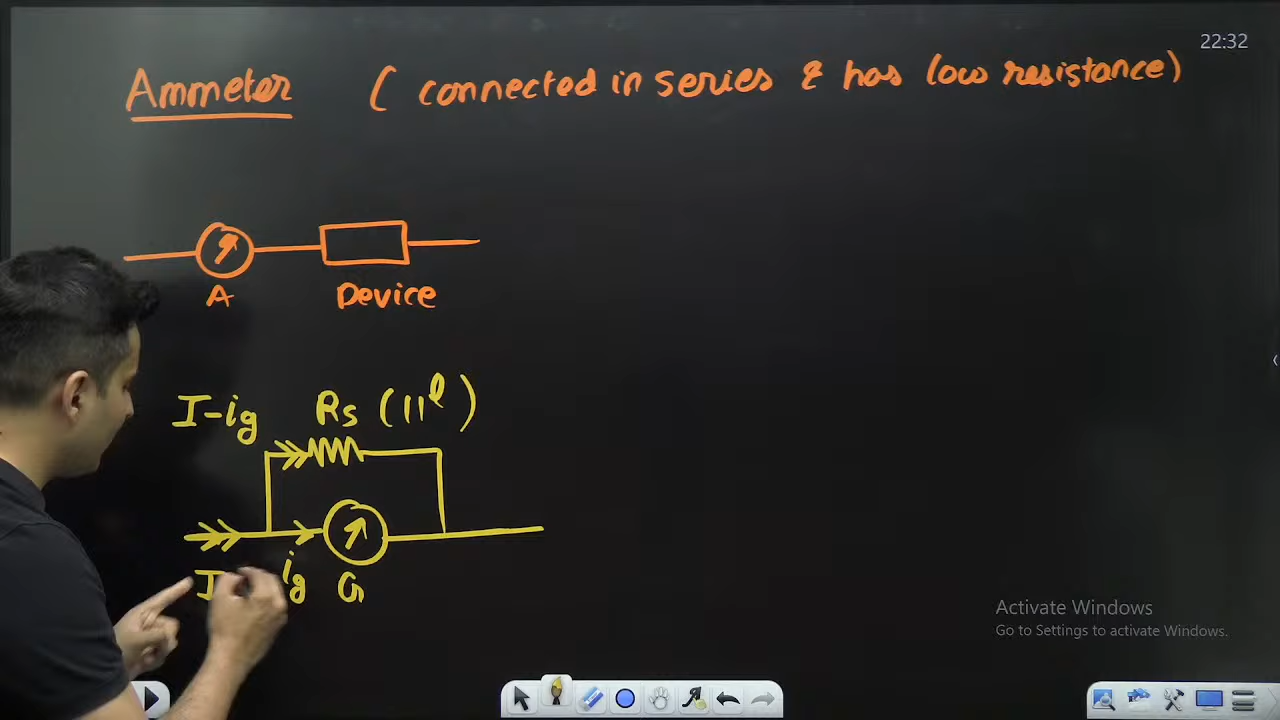 22:32
Ammeter ( connected in series & has low resistance)
A Device
I-ig Rs (11l)
I ig G
Activate Windows
Go to Settings to activate Windows.